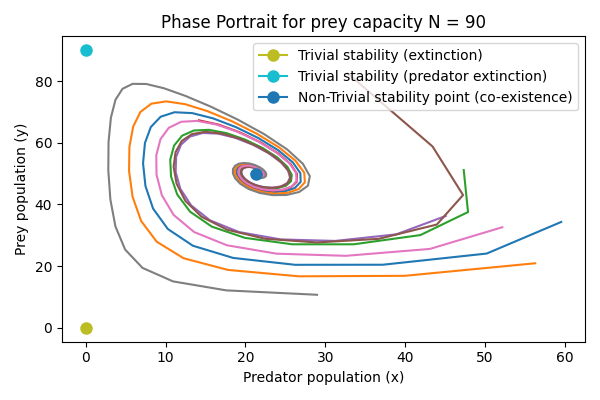 Phase Portrait for prey capacity N = 90
Trivial stability (extinction)
Trivial stability (predator extinction)
Non-Trivial stability point (co-existence)
Prey population (y)
80
60
40
20
0
0 10 20 30 40 50 60
Predator population (x)